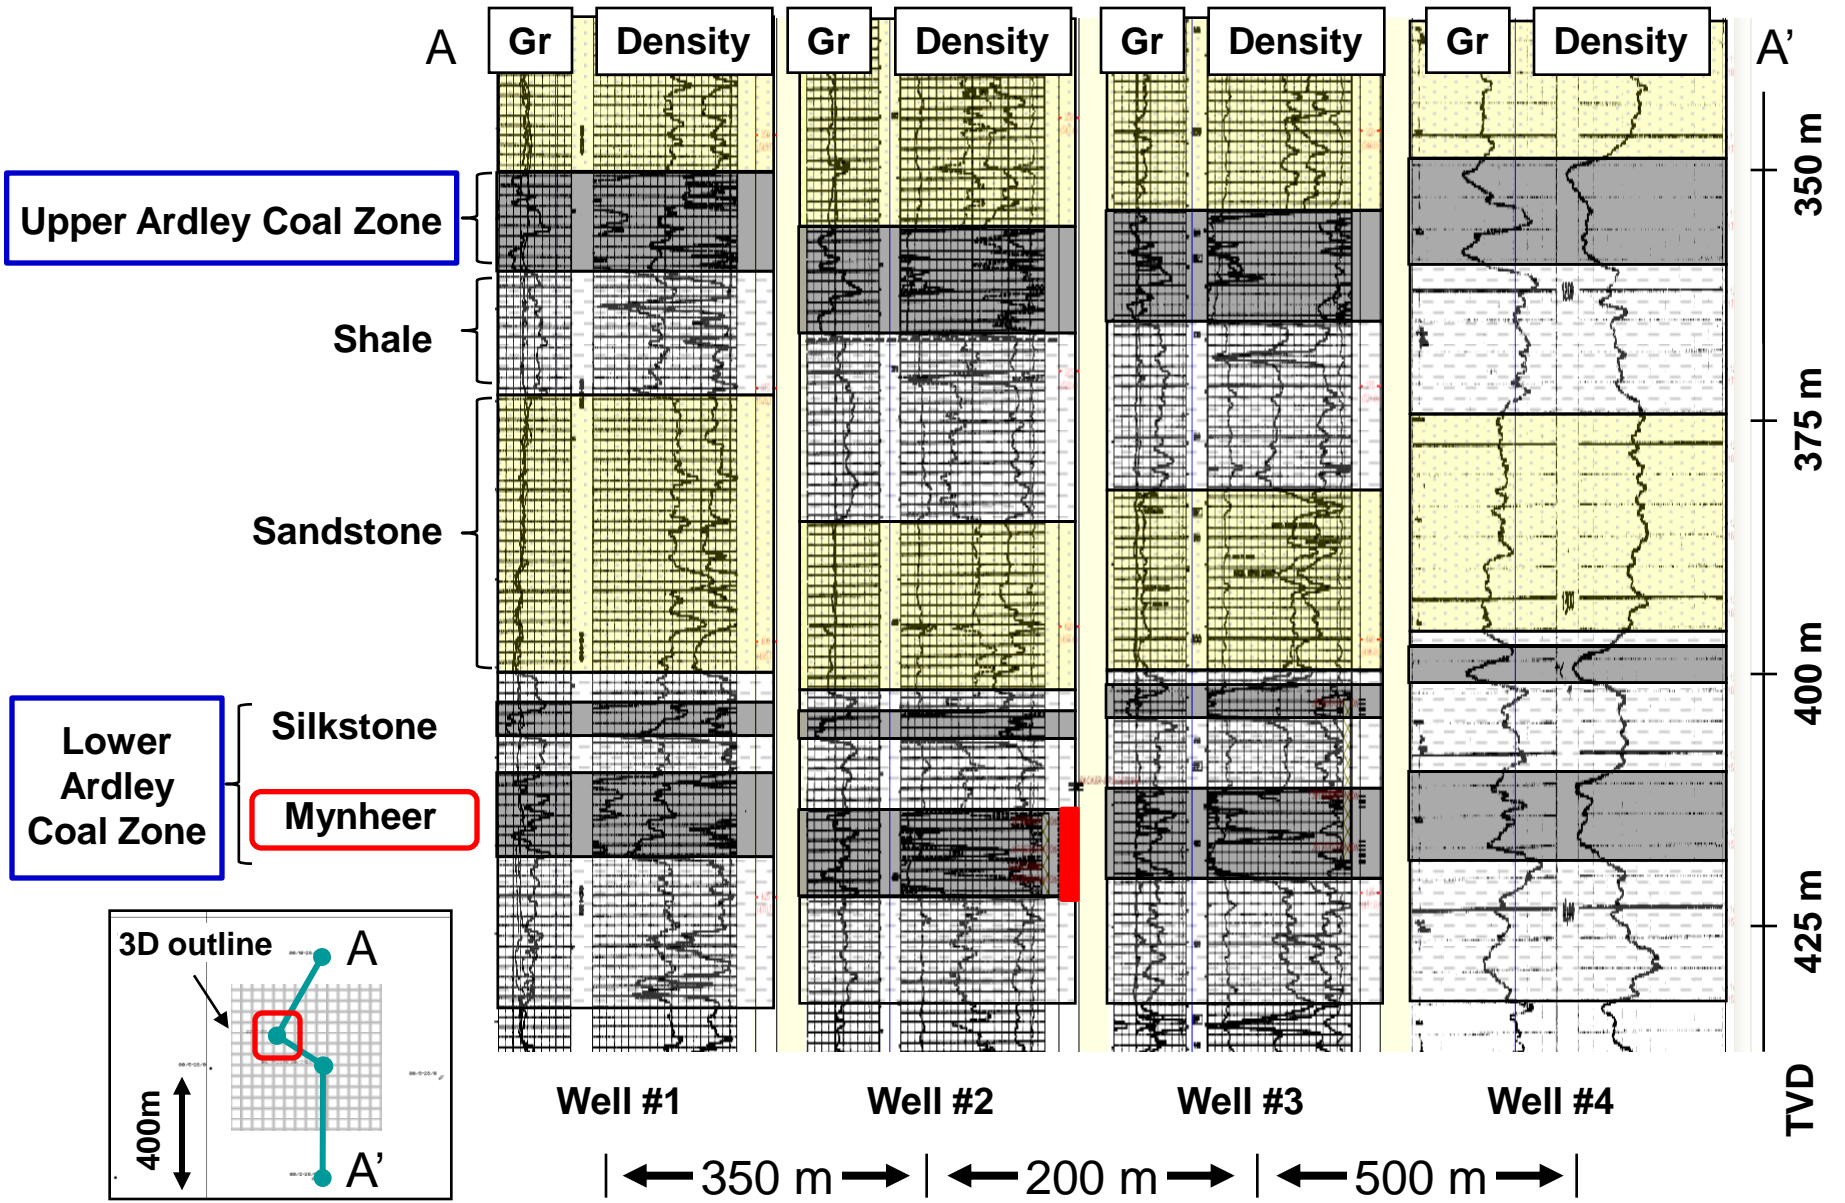 A
Gr
Density
Gr
Density
Gr
Density
Gr
Density
A’
Upper Ardley Coal Zone
Shale
Sandstone
Lower
Ardley
Coal Zone
Silkstone
Mynheer
350 m
375 m
400 m
425 m
TVD
3D outline
A
A’
400m
Well #1
Well #2
Well #3
Well #4
350 m
200 m
500 m